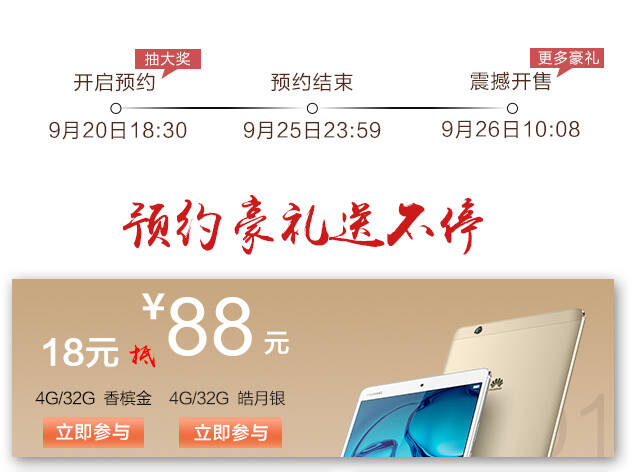 抽大奖
更多豪礼
开启预约 预约结束 震撼开售
9月20日18:30 9月25日23:59 9月26日10:08
预约豪礼送不停
18元 抵 ¥88元
4G/32G 香槟金 4G/32G 皓月银
立即参与 立即参与
HUAWEI